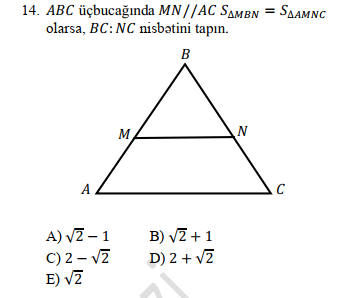 14. ABC üçbucağında MN//AC S∆MBN = S∆AMNC
olarsa, BC: NC nisbətini tapın.
B
M
N
A
C
A) √2 − 1 B) √2 + 1
C) 2 − √2 D) 2 + √2
E) √2